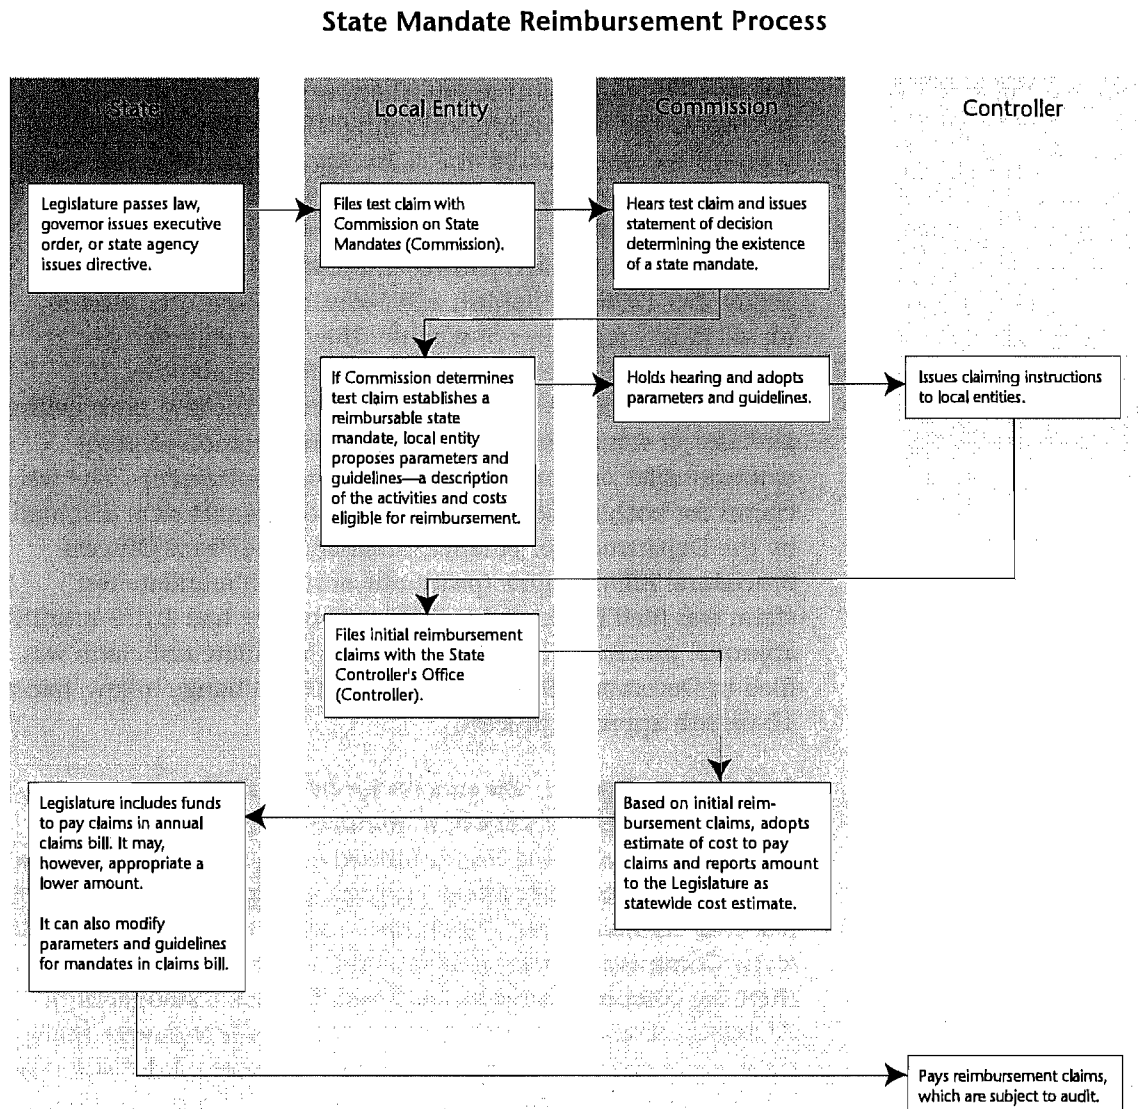 State Mandate Reimbursement Process
State
Local Entity
Commission
Controller
Legislature passes law,
governor issues executive
order, or state agency
issues directive.
Files test claim with
Commission on State
Mandates (Commission).
Hears test claim and issues
statement of decision
determining the existence
of a state mandate.
If Commission determines
test claim establishes a
reimbursable state
mandate, local entity
proposes parameters and
guidelines—a description
of the activities and costs
eligible for reimbursement.
Holds hearing and adopts
parameters and guidelines.
Issues claiming instructions
to local entities.
Files initial reimbursement
claims with the State
Controller's Office
(Controller).
Based on initial reim-
bursement claims, adopts
estimate of cost to pay
claims and reports amount
to the Legislature as
statewide cost estimate.
Legislature includes funds
to pay claims in annual
claims bill. It may,
however, appropriate a
lower amount.
It can also modify
parameters and guidelines
for mandates in claims bill.
Pays reimbursement claims,
which are subject to audit.